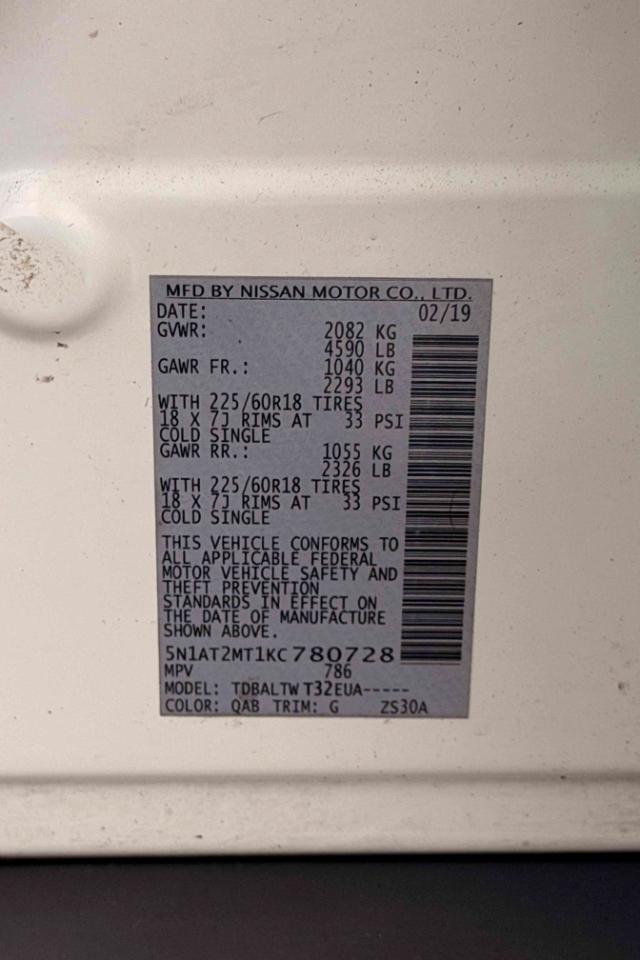 MFD BY NISSAN MOTOR CO., LTD.
DATE: 02/19
GVWR: 2082 KG
4590 LB
GAWR FR.: 1040 KG
2293 LB
WITH 225/60R18 TIRES
18 X 7J RIMS AT 33 PSI
COLD SINGLE
GAWR RR.: 1055 KG
2326 LB
WITH 225/60R18 TIRES
18 X 7J RIMS AT 33 PSI
COLD SINGLE
THIS VEHICLE CONFORMS TO
ALL APPLICABLE FEDERAL
MOTOR VEHICLE SAFETY AND
THEFT PREVENTION
STANDARDS IN EFFECT ON
THE DATE OF MANUFACTURE
SHOWN ABOVE.
5N1AT2MT1KC780728
MPV 786
MODEL: TDBALTW T32EUA-----
COLOR: QAB TRIM: G ZS30A